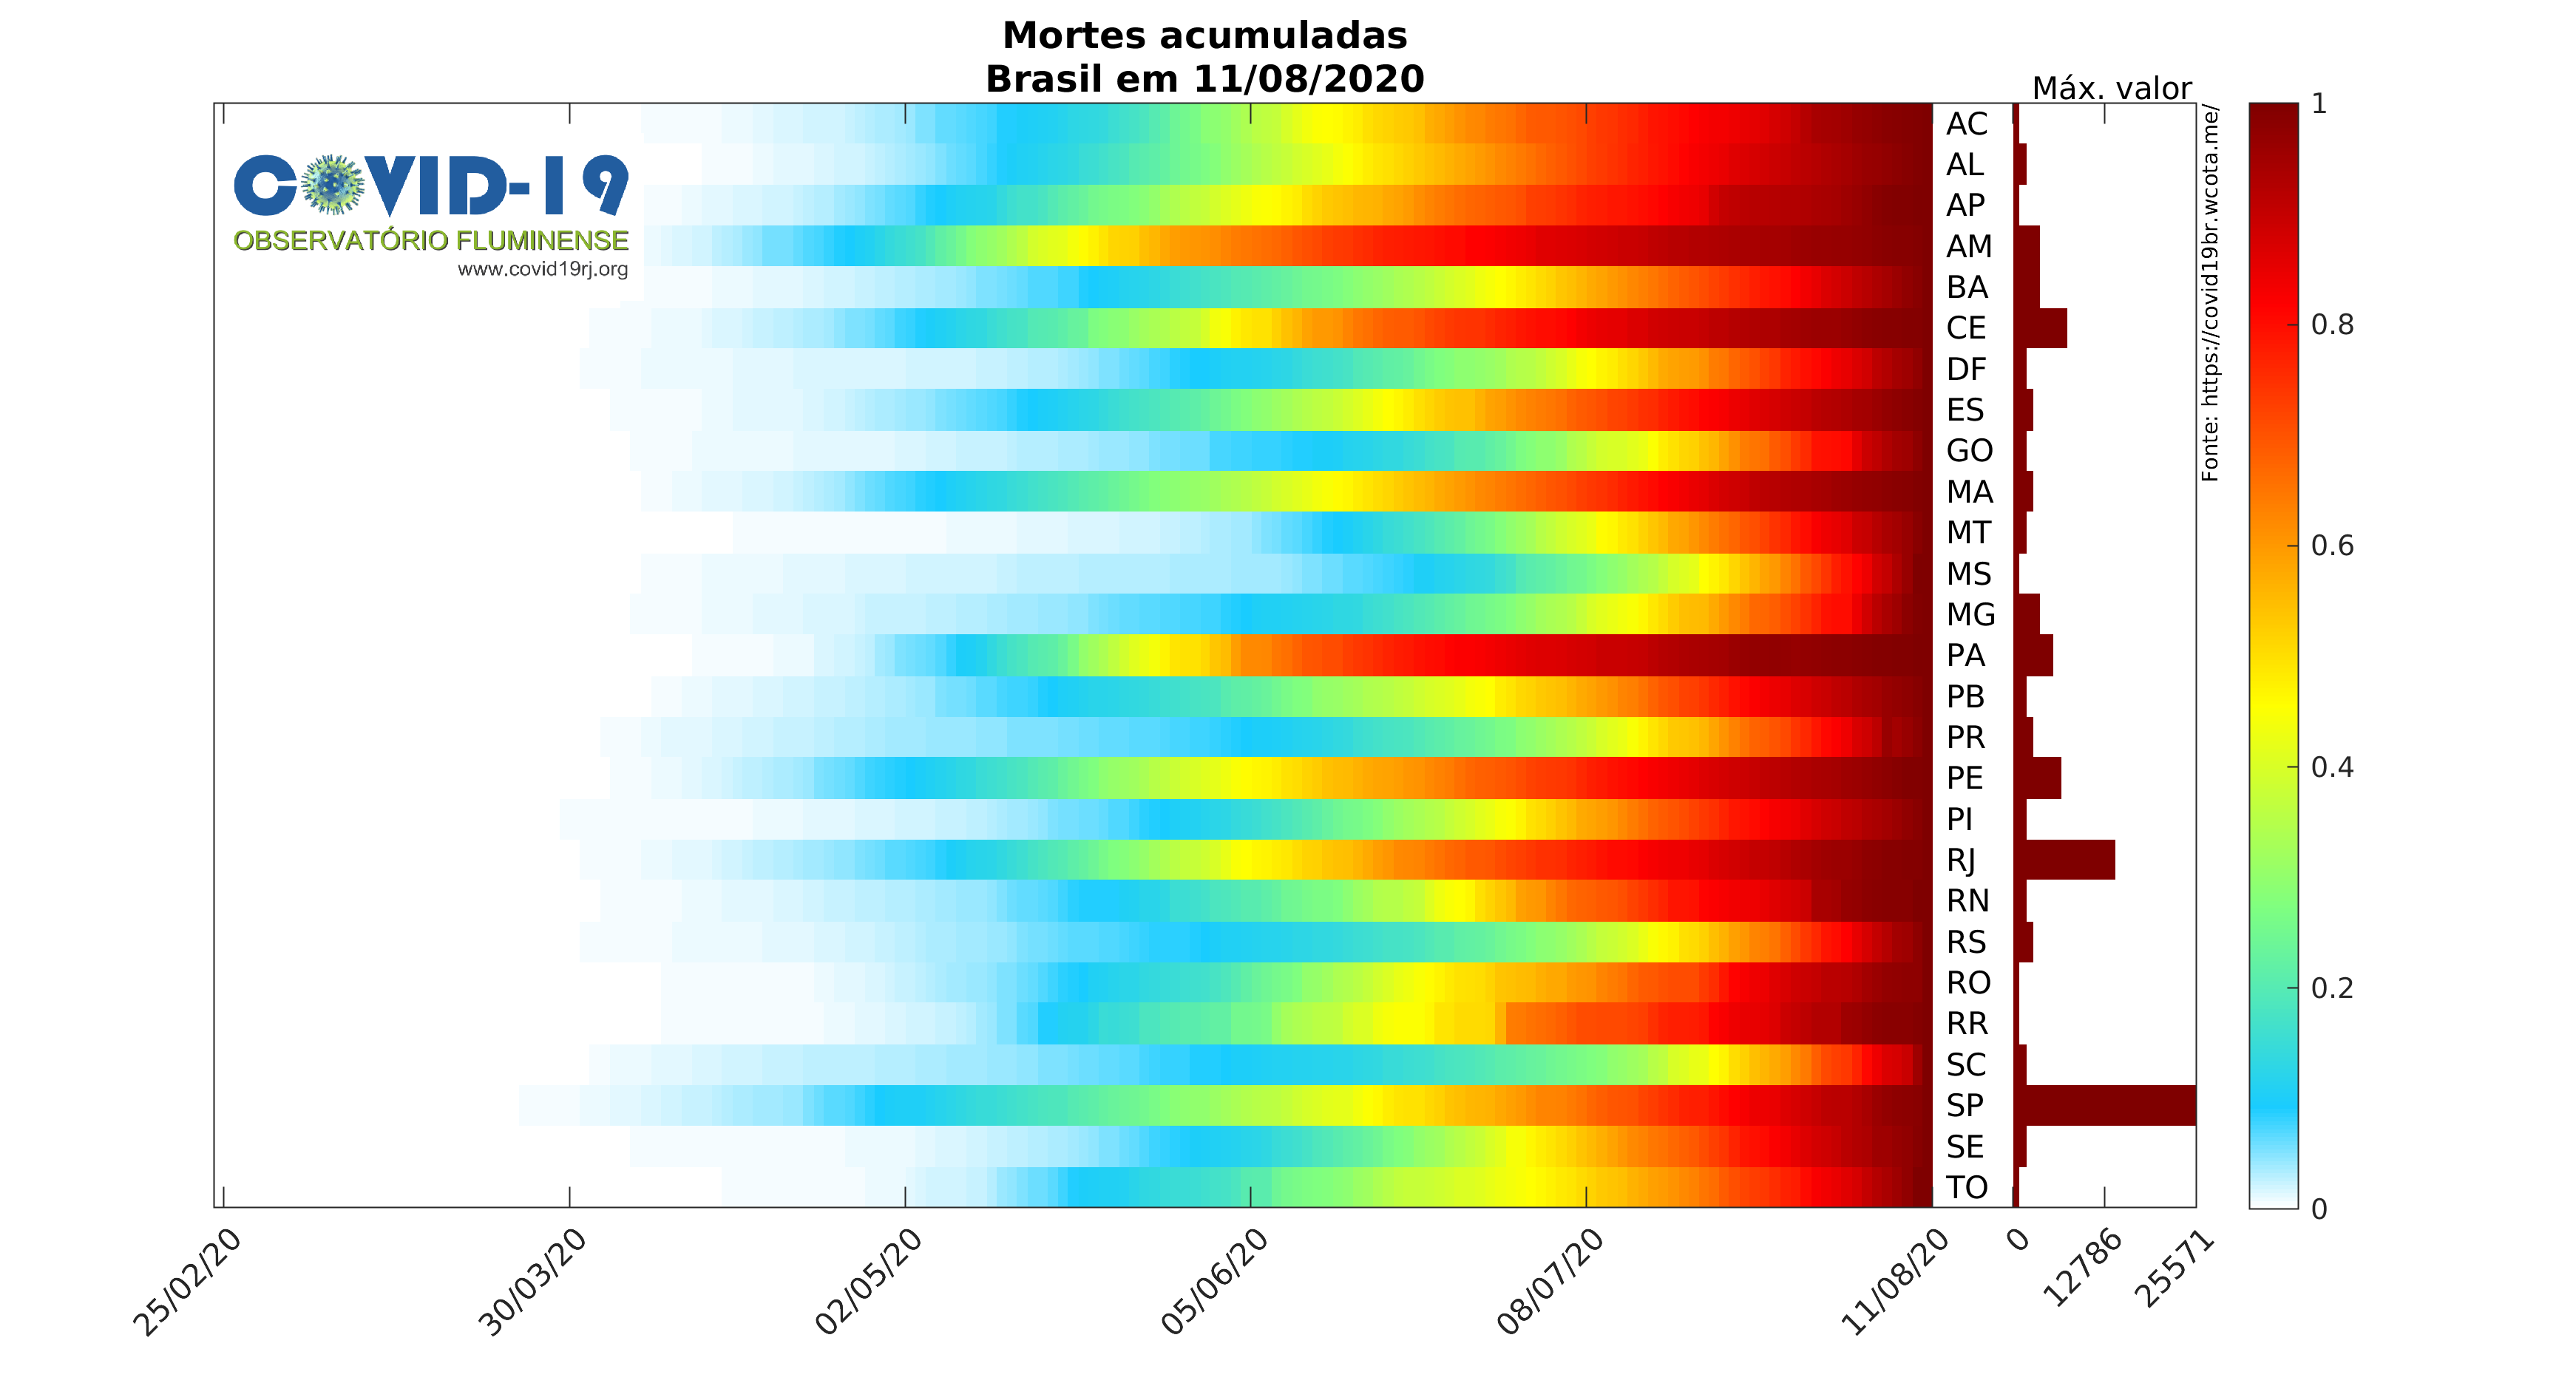 Mortes acumuladas
Brasil em 11/08/2020
Máx. valor
COVID-19
OBSERVATÓRIO FLUMINENSE
www.covid19rj.org
AC
AL
AP
AM
BA
CE
DF
ES
GO
MA
MT
MS
MG
PA
PB
PR
PE
PI
RJ
RN
RS
RO
RR
SC
SP
SE
TO
Fonte: https://covid19br.wcota.me/
1
0.8
0.6
0.4
0.2
0
25/02/20
30/03/20
02/05/20
05/06/20
08/07/20
11/08/20
0
12786
25571